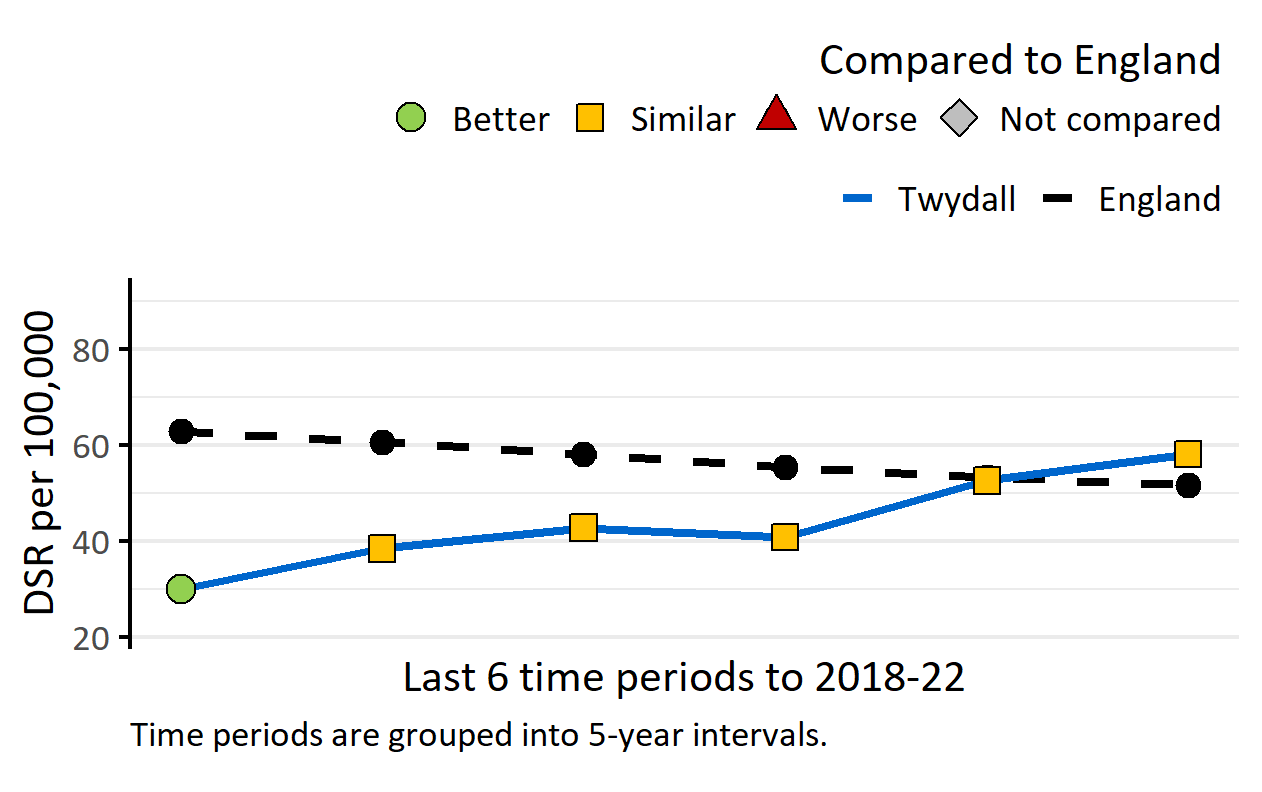 Compared to England
Better Similar Worse Not compared
Twydall England
DSR per 100,000
80
60
40
20
Last 6 time periods to 2018-22
Time periods are grouped into 5-year intervals.